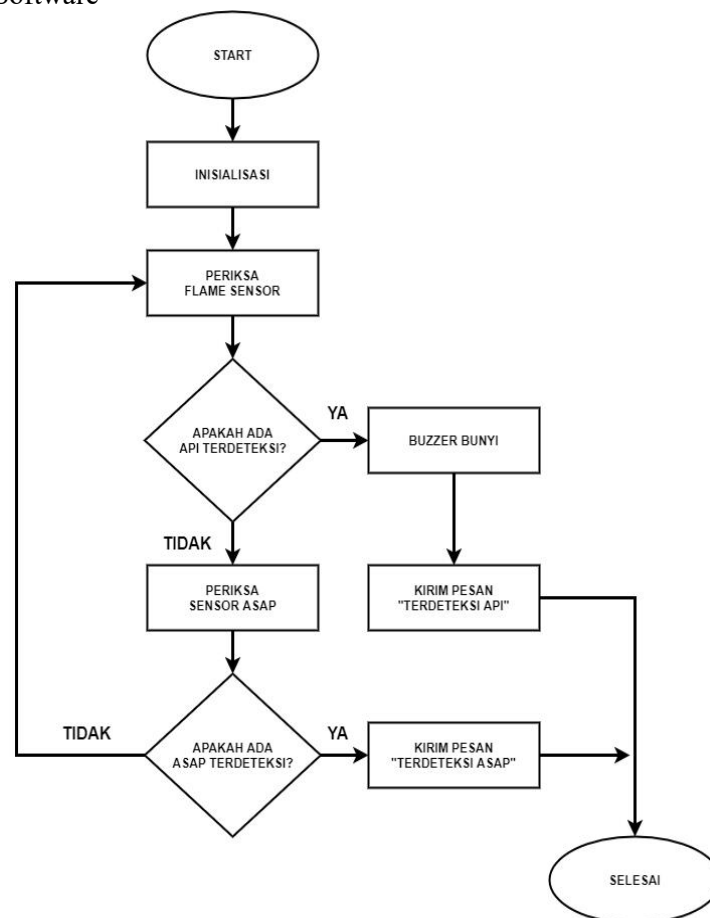 Software
START
INISIALISASI
PERIKSA
FLAME SENSOR
APAKAH ADA
API TERDETEKSI?
YA
BUZZER BUNYI
TIDAK
PERIKSA
SENSOR ASAP
KIRIM PESAN
"TERDETEKSI API"
TIDAK
APAKAH ADA
ASAP TERDETEKSI?
YA
KIRIM PESAN
"TERDETEKSI ASAP"
SELESAI